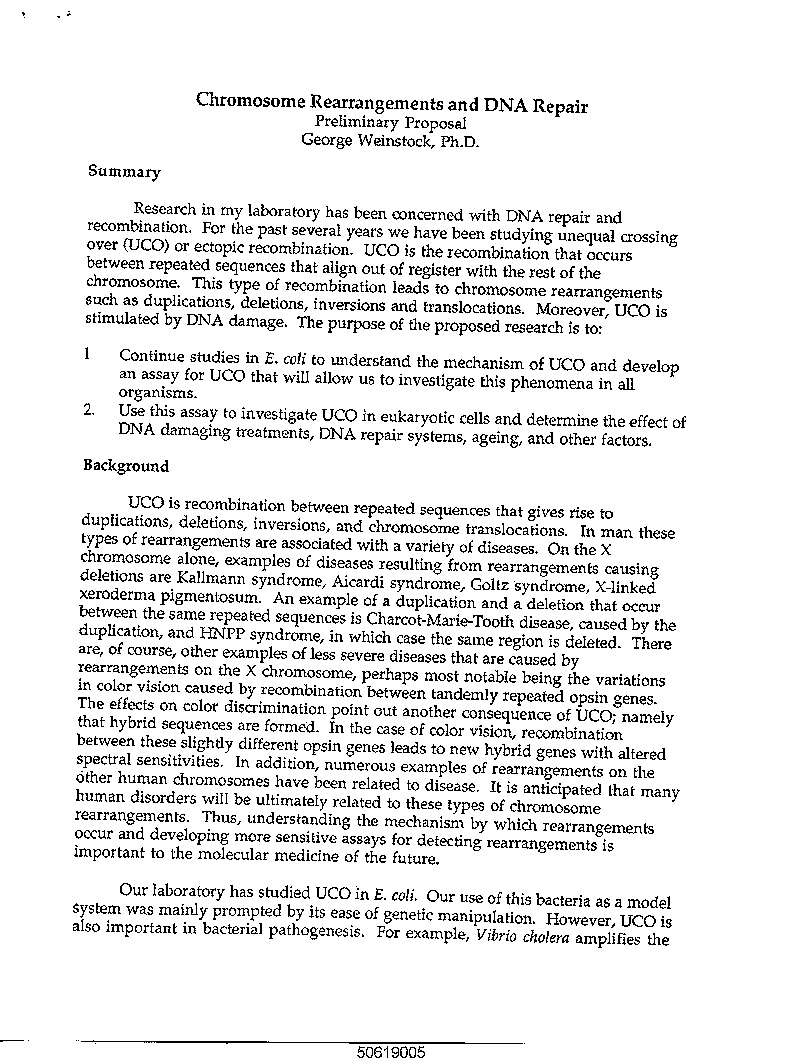 Chromosome Rearrangements and DNA Repair
Preliminary Proposal
George Weinstock, Ph.D.
Summary
Research in my laboratory has been concerned with DNA repair and
recombination. For the past several years we have been studying unequal crossing
over (UCO) or ectopic recombination. UCO is the recombination that occurs
between repeated sequences that align out of register with the rest of the
chromosome. This type of recombination leads to chromosome rearrangements
such as duplications, deletions, inversions and translocations. Moreover, UCO is
stimulated by DNA damage. The purpose of the proposed research is to:
1 Continue studies in E. coli to understand the mechanism of UCO and develop
an assay for UCO that will allow us to investigate this phenomena in all
organisms.
2. Use this assay to investigate UCO in eukaryotic cells and determine the effect of
DNA damaging treatments, DNA repair systems, ageing, and other factors.
Background
UCO is recombination between repeated sequences that gives rise to
duplications, deletions, inversions, and chromosome translocations. In man these
types of rearrangements are associated with a variety of diseases. On the X
chromosome alone, examples of diseases resulting from rearrangements causing
deletions are Kallmann syndrome, Aicardi syndrome, Goltz syndrome, X-linked
xeroderma pigmentosum. An example of a duplication and a deletion that occur
between the same repeated sequences is Charcot-Marie-Tooth disease, caused by the
duplication, and HNPP syndrome, in which case the same region is deleted. There
are, of course, other examples of less severe diseases that are caused by
rearrangements on the X chromosome, perhaps most notable being the variations
in color vision caused by recombination between tandemly repeated opsin genes.
The effects on color discrimination point out another consequence of UCO; namely
that hybrid sequences are formed. In the case of color vision, recombination
between these slightly different opsin genes leads to new hybrid genes with altered
spectral sensitivities. In addition, numerous examples of rearrangements on the
other human chromosomes have been related to disease. It is anticipated that many
human disorders will be ultimately related to these types of chromosome
rearrangements. Thus, understanding the mechanism by which rearrangements
occur and developing more sensitive assays for detecting rearrangements is
important to the molecular medicine of the future.
Our laboratory has studied UCO in E. coli. Our use of this bacteria as a model
system was mainly prompted by its ease of genetic manipulation. However, UCO is
also important in bacterial pathogenesis. For example, Vibrio cholera amplifies the
50619005